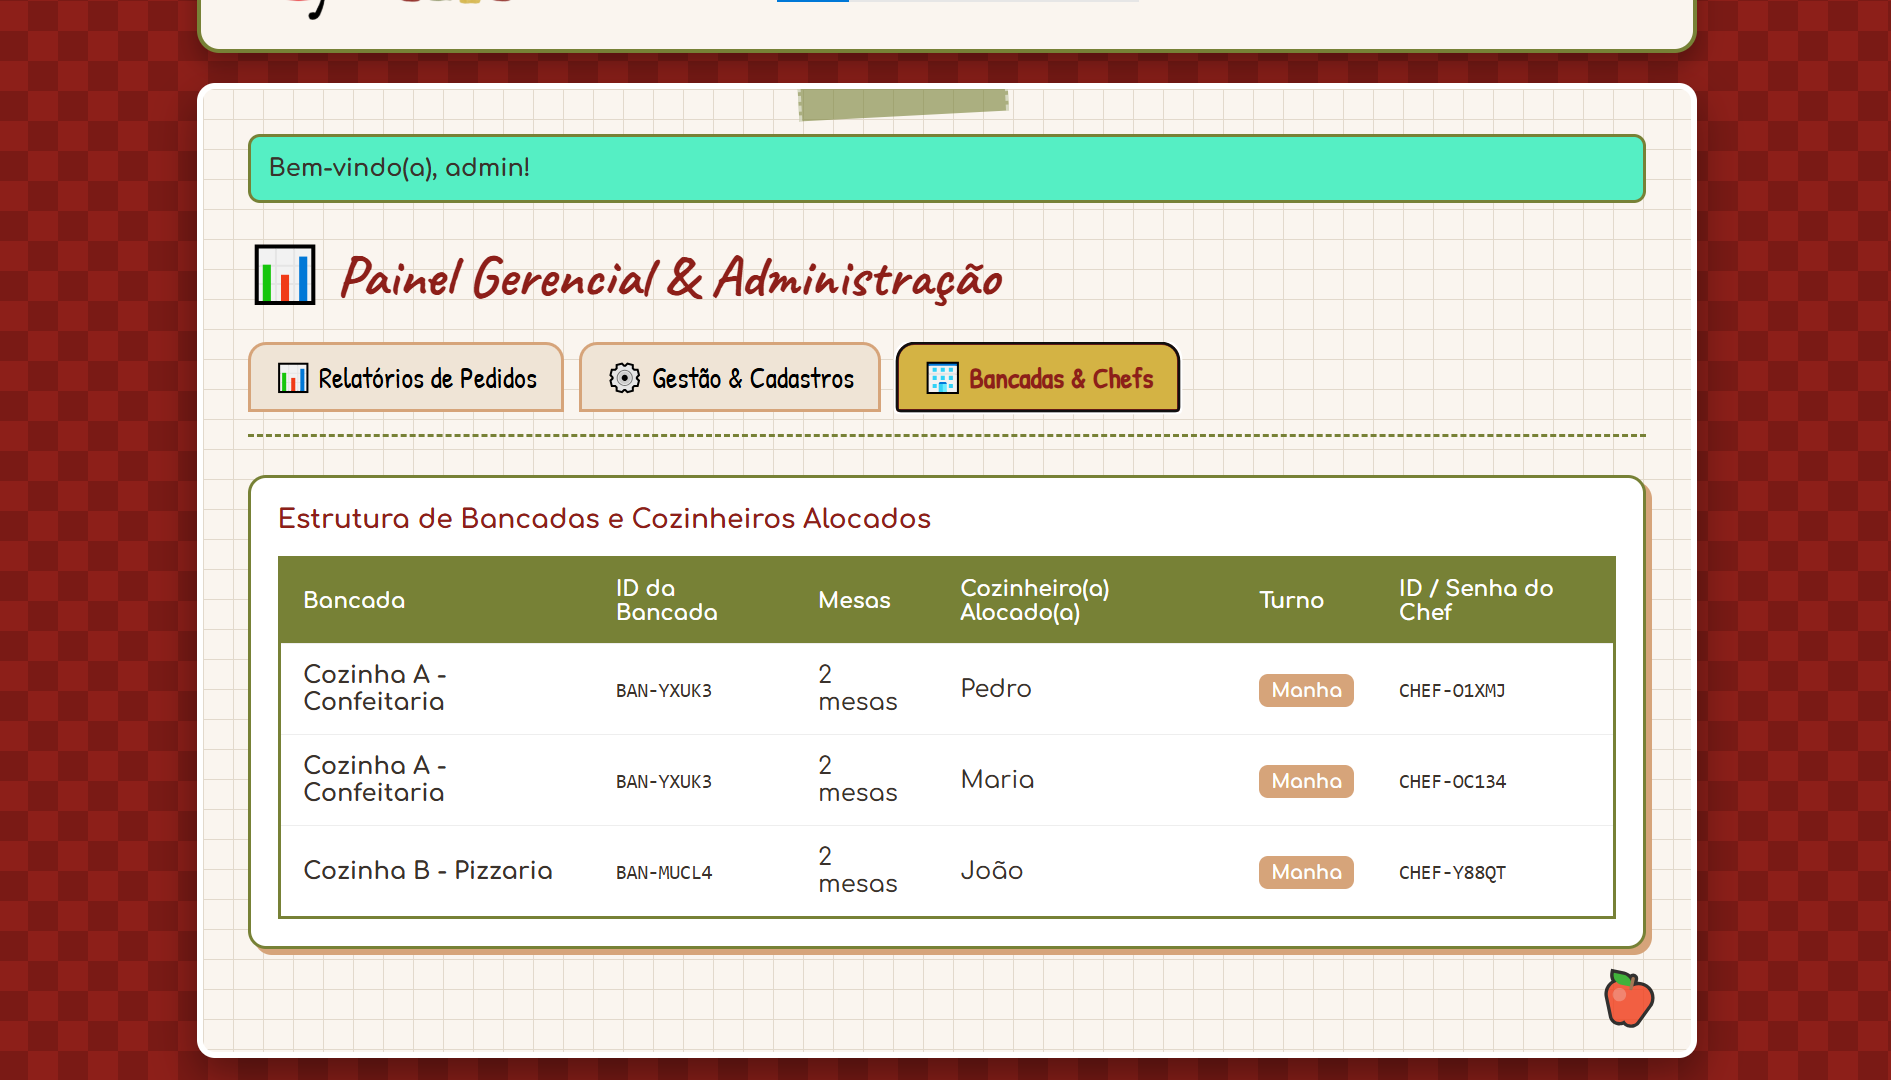 Bem-vindo(a), admin!
Painel Gerencial & Administração
Relatórios de Pedidos
Gestão & Cadastros
Bancadas & Chefs
Estrutura de Bancadas e Cozinheiros Alocados
Bancada
ID da
Bancada
Mesas
Cozinheiro(a)
Alocado(a)
Turno
ID / Senha do
Chef
Cozinha A -
Confeitaria
BAN-YXUK3
2
mesas
Pedro
Manha
CHEF-O1XMJ
Cozinha A -
Confeitaria
BAN-YXUK3
2
mesas
Maria
Manha
CHEF-OC134
Cozinha B - Pizzaria
BAN-MUCL4
2
mesas
João
Manha
CHEF-Y88QT